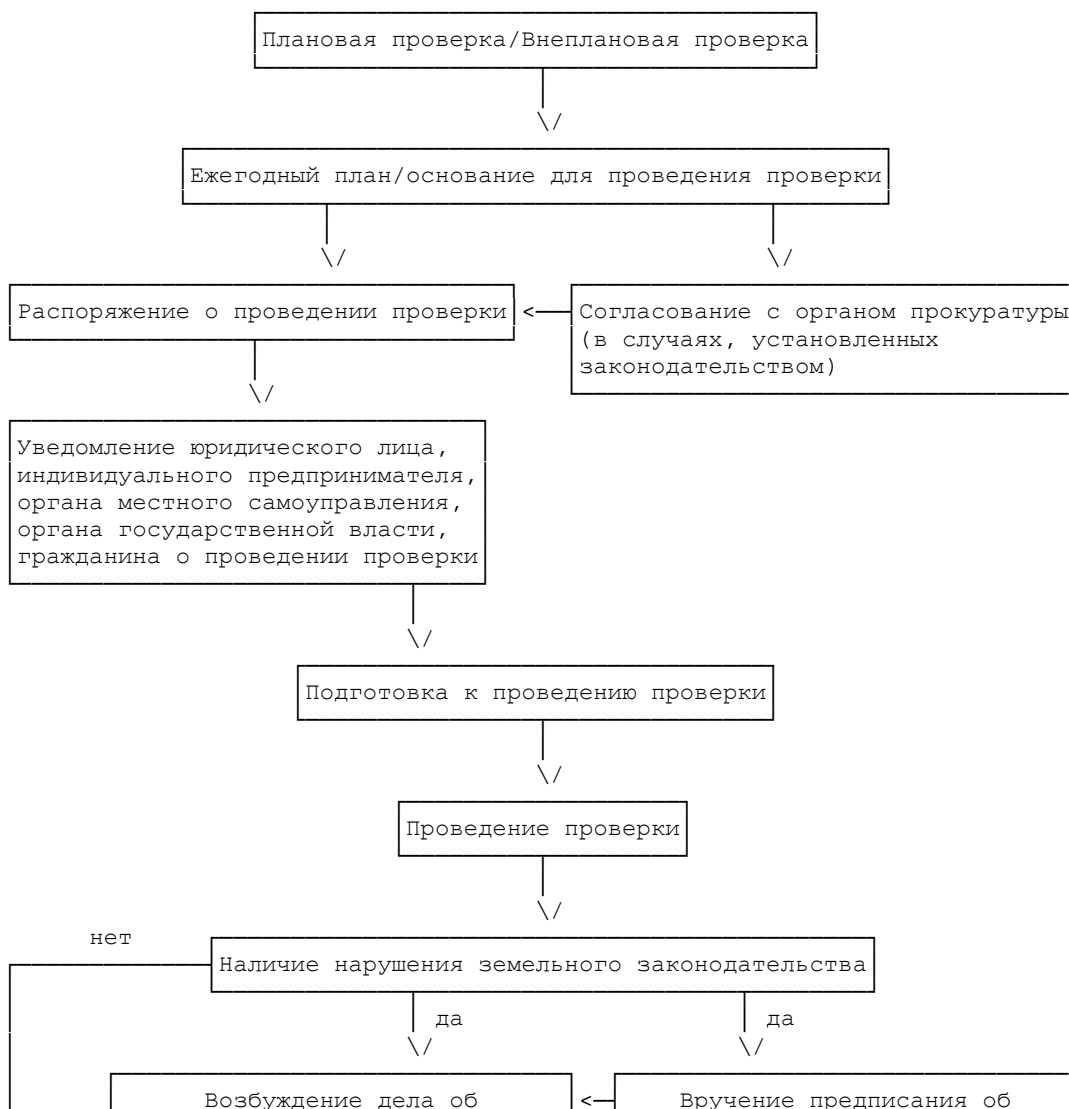 Плановая проверка/Внеплановая проверка
Ежегодный план/основание для проведения проверки
Распоряжение о проведении проверки
Согласование с органом прокуратуры
(в случаях, установленных
законодательством)
Уведомление юридического лица,
индивидуального предпринимателя,
органа местного самоуправления,
органа государственной власти,
гражданина о проведении проверки
Подготовка к проведению проверки
Проведение проверки
нет
Наличие нарушения земельного законодательства
да
да
Возбуждение дела об
Вручение предписания об